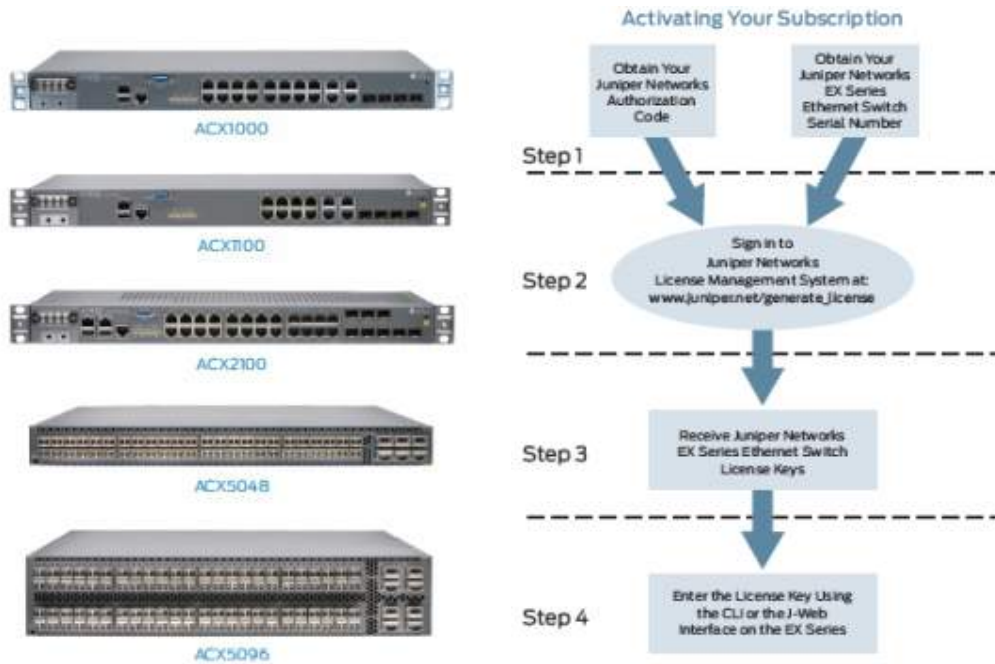 ACX1000
ACX1100
ACX2100
ACX5048
ACX5096
Activating Your Subscription
Obtain Your
Juniper Networks
Authorization
Code
Obtain Your
Juniper Networks
EX Series
Ethernet Switch
Serial Number
Step 1
Step 2
Sign in to
Juniper Networks
License Management System at:
www.juniper.net/generate_license
Step 3
Receive Juniper Networks
EX Series Ethernet Switch
License Keys
Step 4
Enter the License Key Using
the CLI or the J-Web
Interface on the EX Series